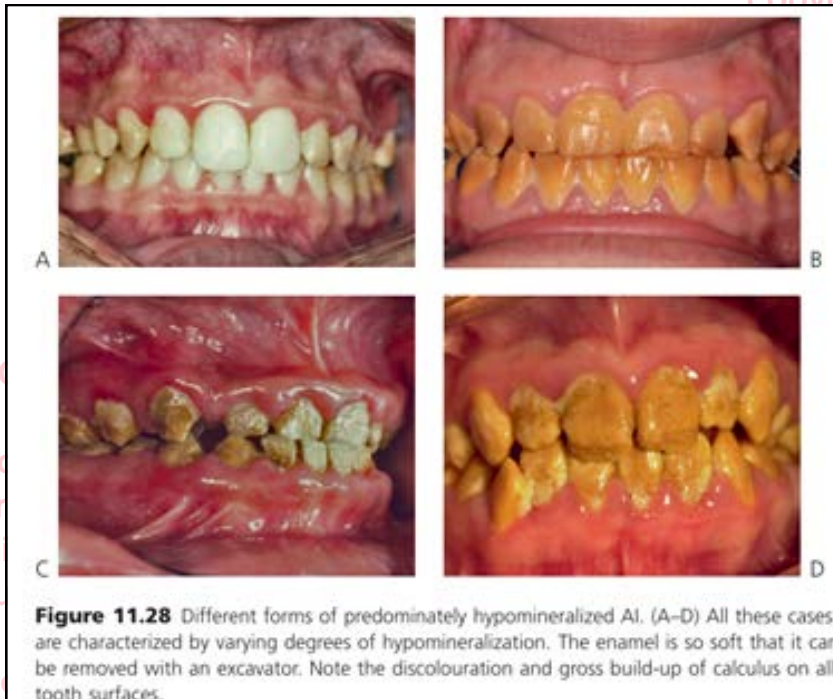 A
B
C
D
Figure 11.28 Different forms of predominately hypomineralized AI. (A–D) All these cases
are characterized by varying degrees of hypomineralization. The enamel is so soft that it can
be removed with an excavator. Note the discolouration and gross build-up of calculus on all
tooth surfaces.